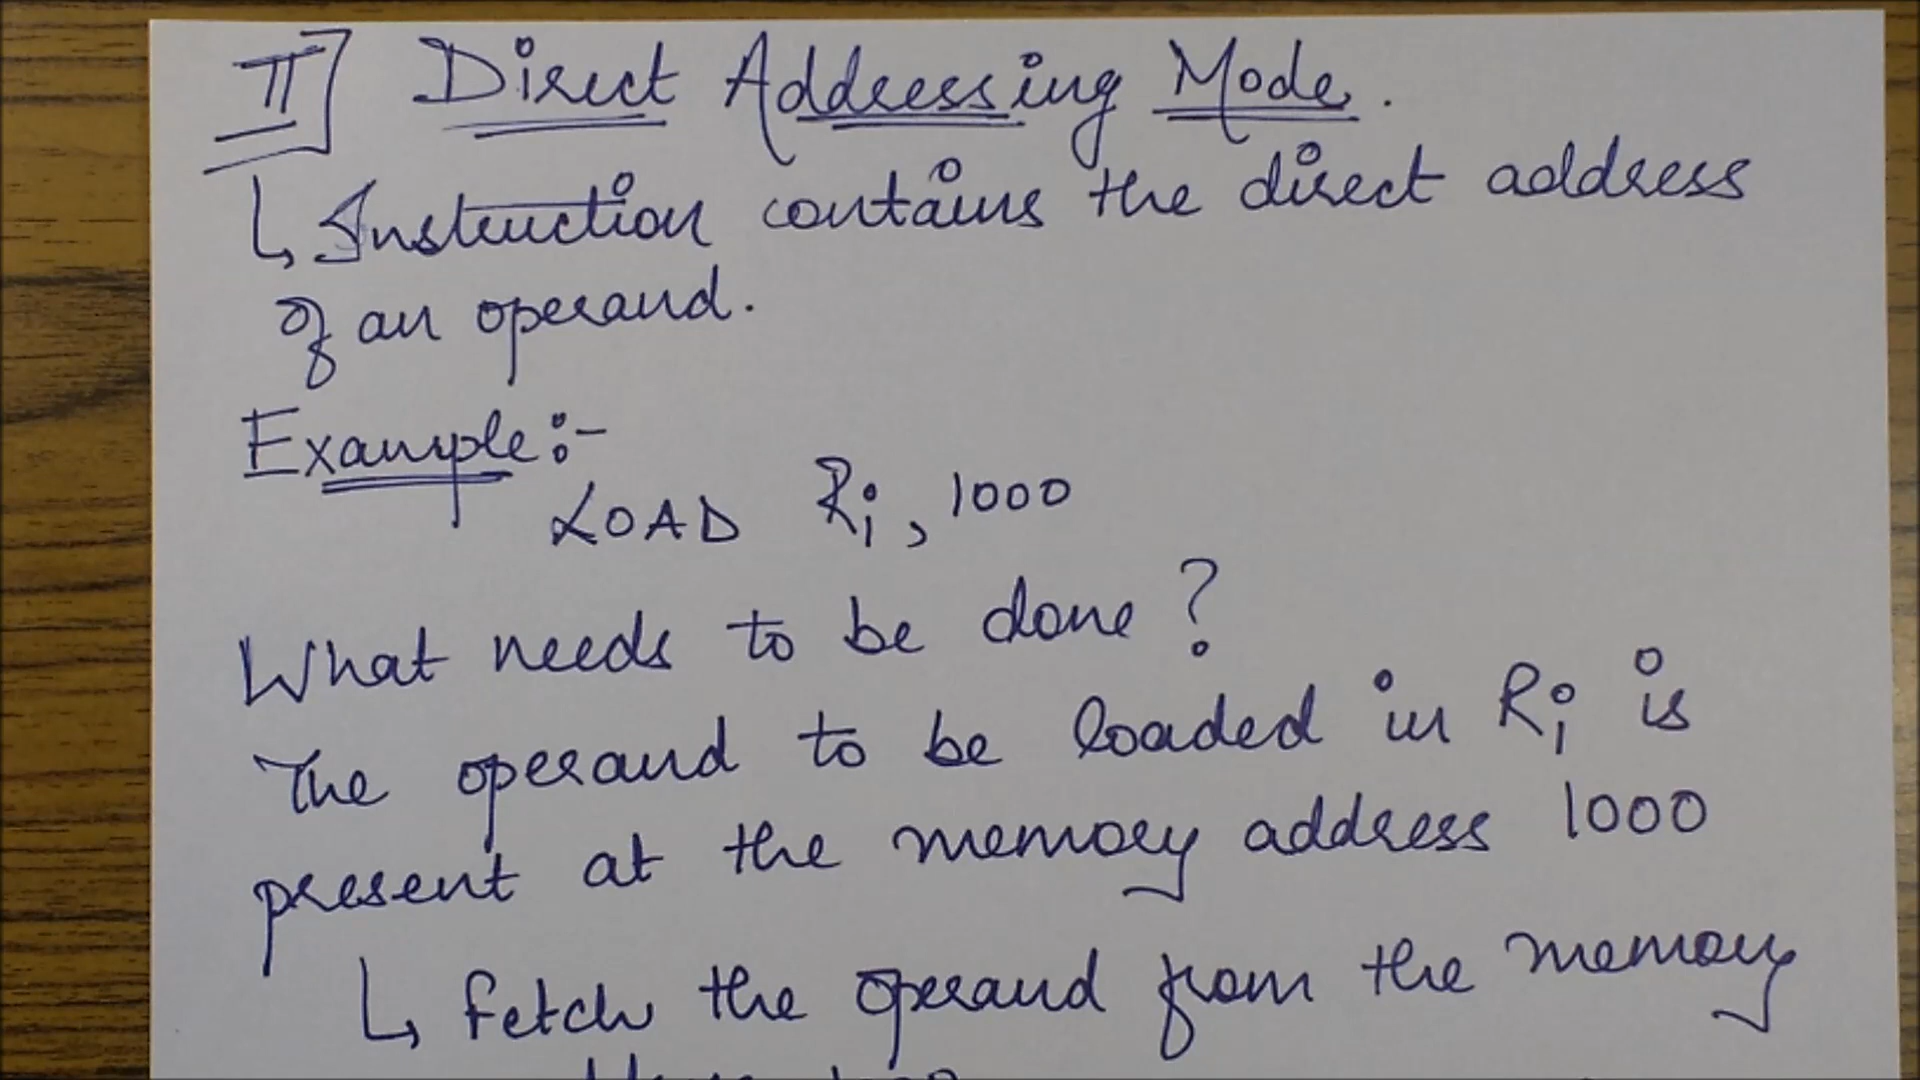 II] Direct Addressing Mode.
↳ Instruction contains the direct address
of an operand.
Example:-
LOAD Ri, 1000
What needs to be done?
The operand to be loaded in Ri is
present at the memory address 1000
↳ Fetch the operand from the memory